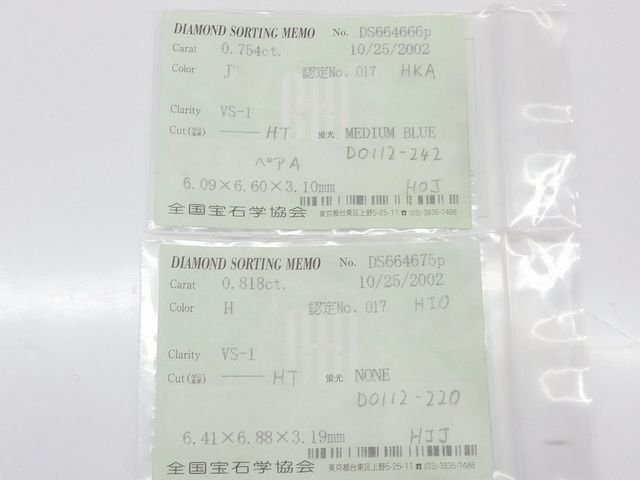 DIAMOND SORTING MEMO No. DS664666p
Carat 0.754ct. 10/25/2002
Color J 認定No. 017 HKA
Clarity VS-1
Cut ─── HT 蛍光 MEDIUM BLUE
ペアA D0112-242
6.09×6.60×3.10mm HOJ
全国宝石学協会 東京都台東区上野5-25-11 ☎(03)-3835-7486
DIAMOND SORTING MEMO No. DS664675p
Carat 0.818ct. 10/25/2002
Color H 認定No. 017 HIO
Clarity VS-1
Cut ─── HT 蛍光 NONE
D0112-220
6.41×6.88×3.19mm HJJ
全国宝石学協会 東京都台東区上野5-25-11 ☎(03)-3835-7486